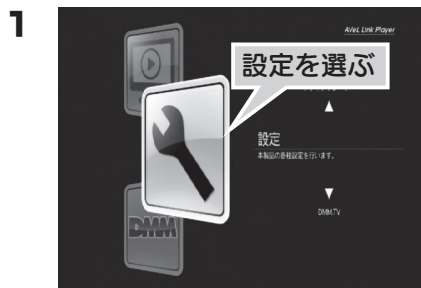 1
AVeL Link Player
設定を選ぶ
設定
本製品の各種設定を行います。
DMM
DMM.TV